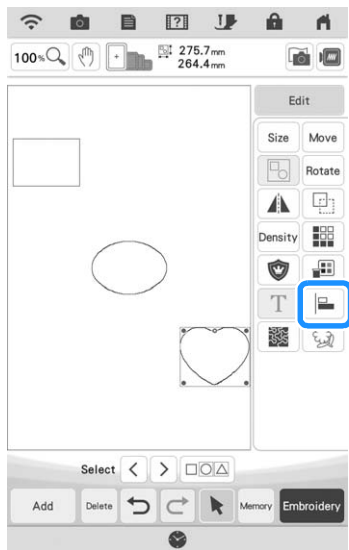 100%
275.7mm
264.4mm
Edit
Size Move
Rotate
Density
T
Select
Add Delete Memory Embroidery